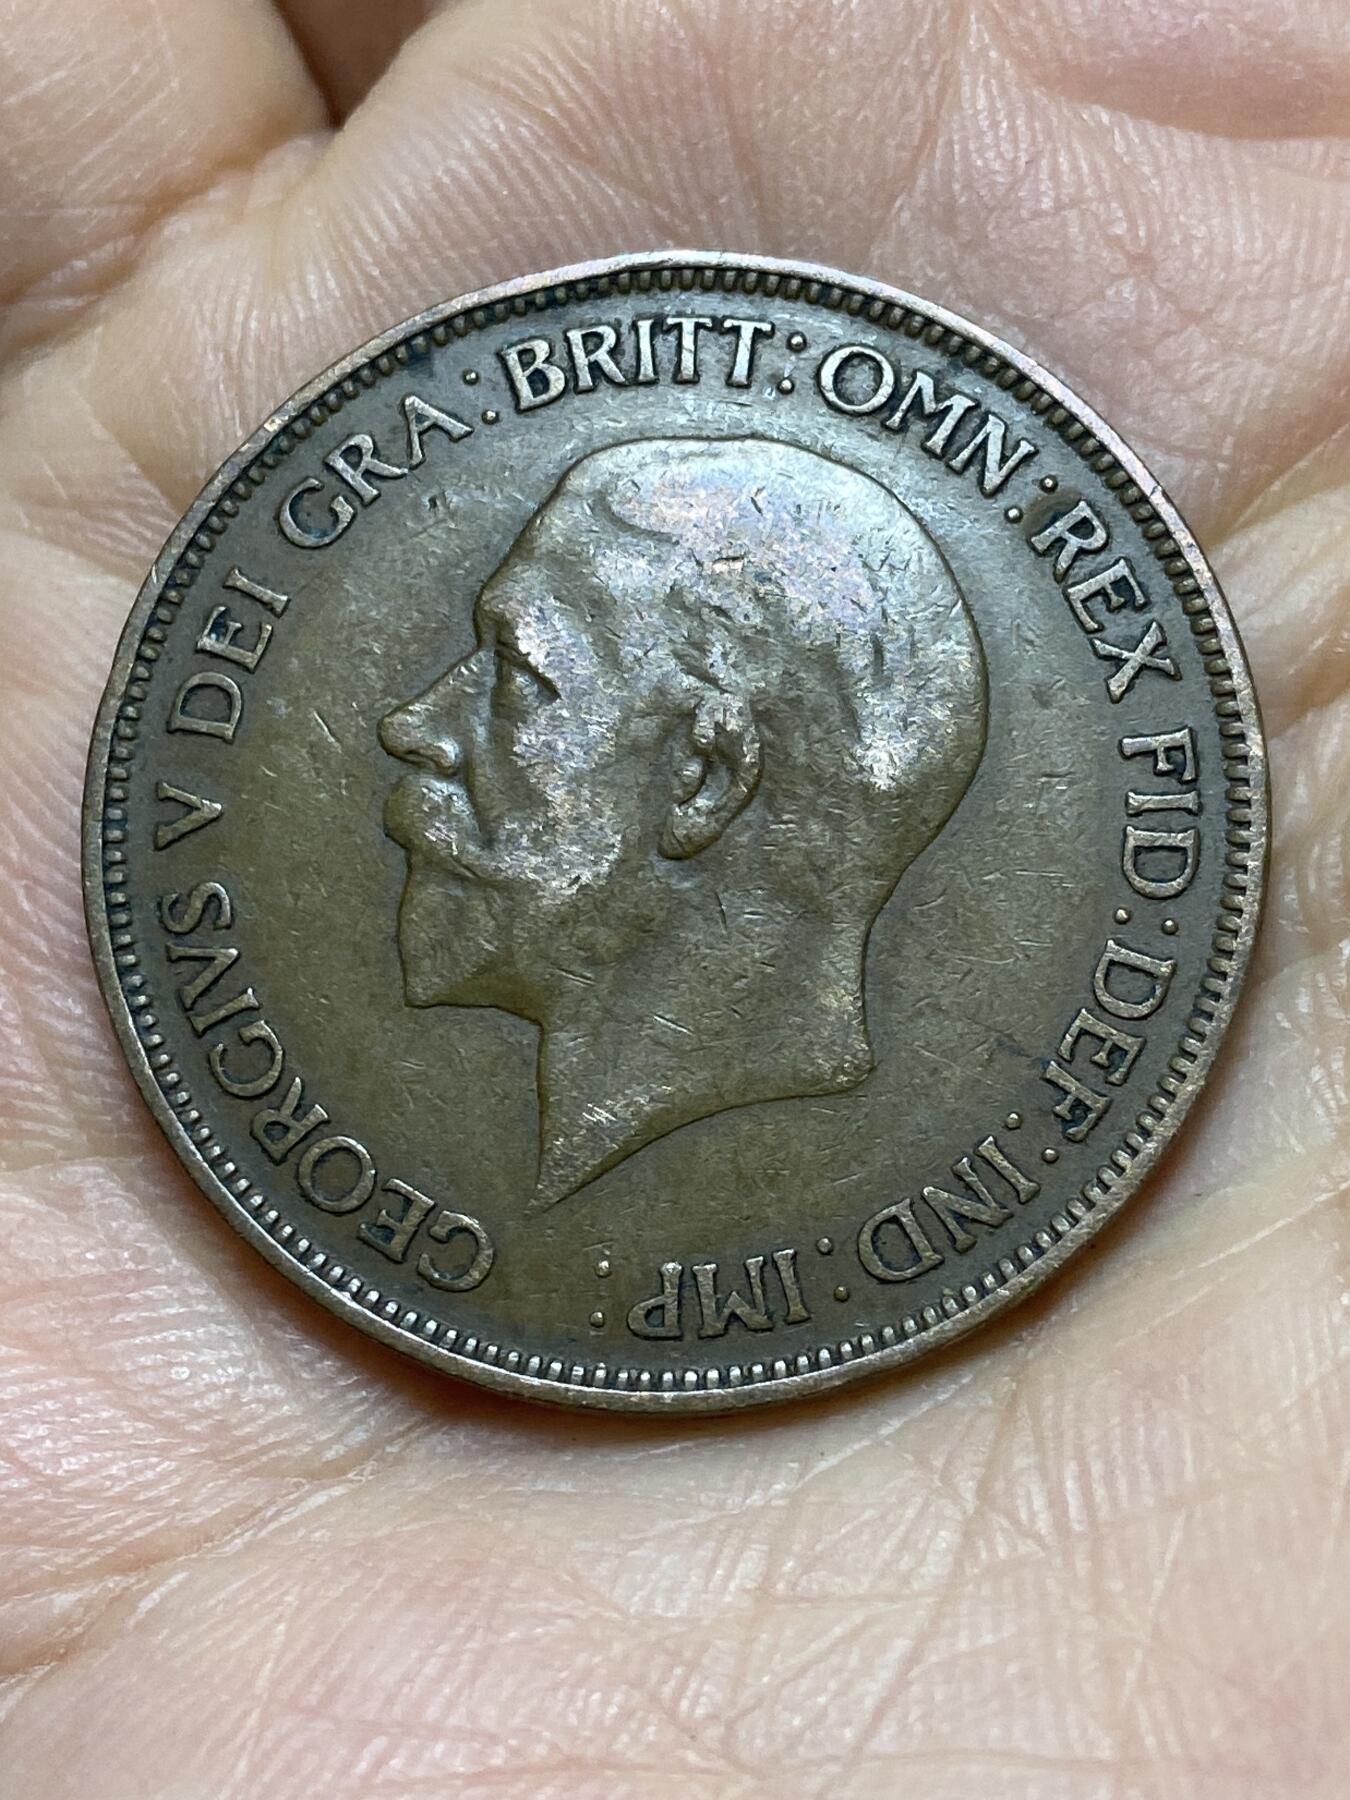 GEORGIVS V DEI GRA: BRITT: OMN: REX FID: DEF: IND: IMP: